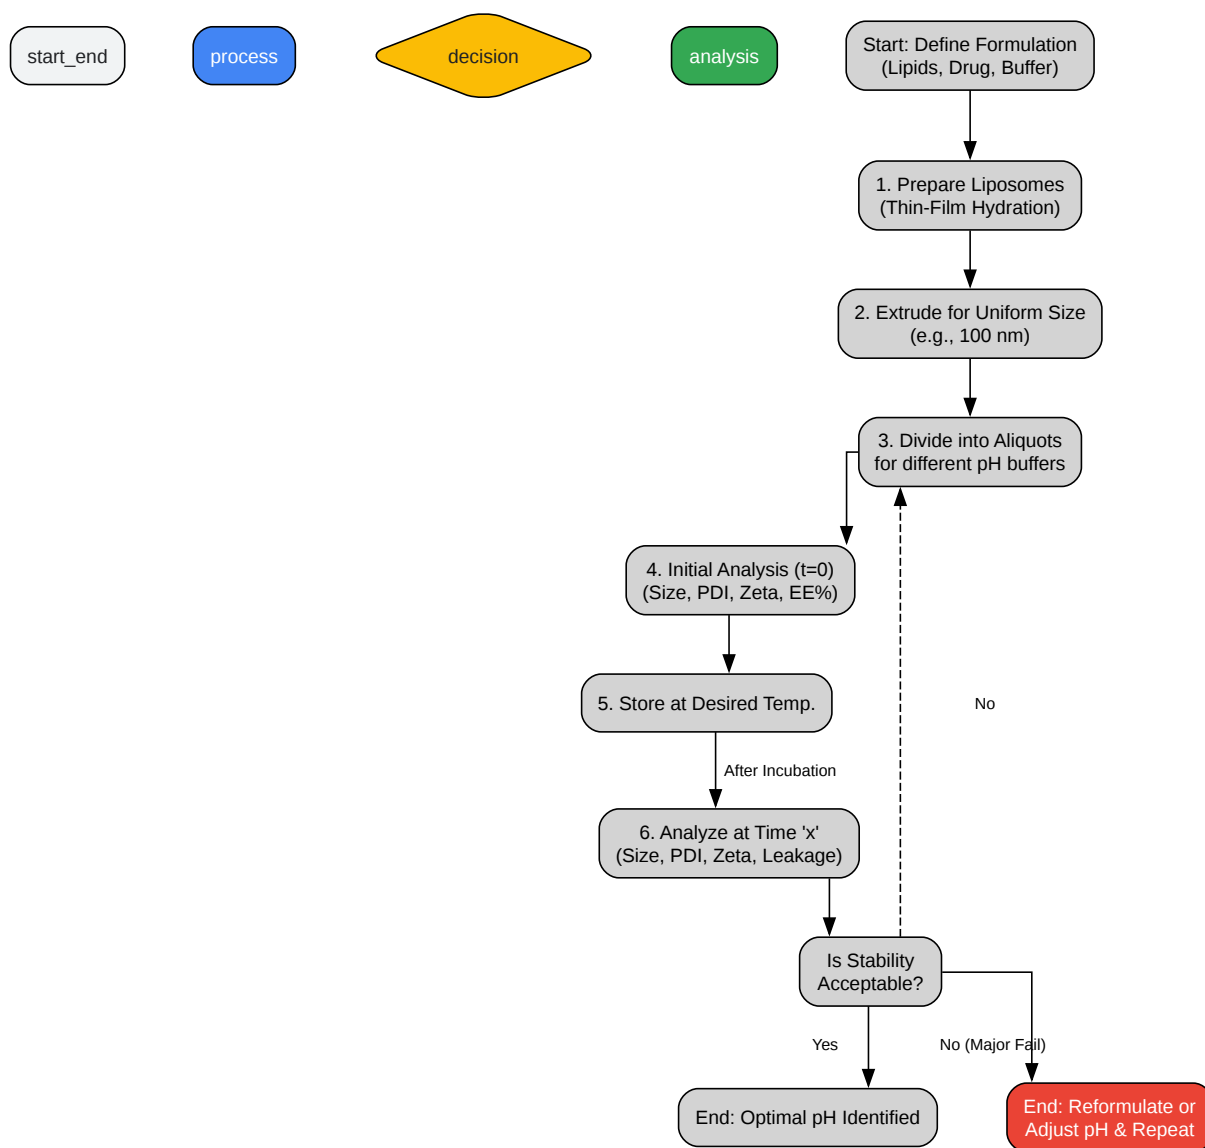 start_end
process
decision
analysis
Start: Define Formulation
(Lipids, Drug, Buffer)
1. Prepare Liposomes
(Thin-Film Hydration)
2. Extrude for Uniform Size
(e.g., 100 nm)
3. Divide into Aliquots
for different pH buffers
4. Initial Analysis (t=0)
(Size, PDI, Zeta, EE%)
5. Store at Desired Temp.
No
After Incubation
6. Analyze at Time 'x'
(Size, PDI, Zeta, Leakage)
Is Stability
Acceptable?
Yes
No (Major Fail)
End: Optimal pH Identified
End: Reformulate or
Adjust pH & Repeat